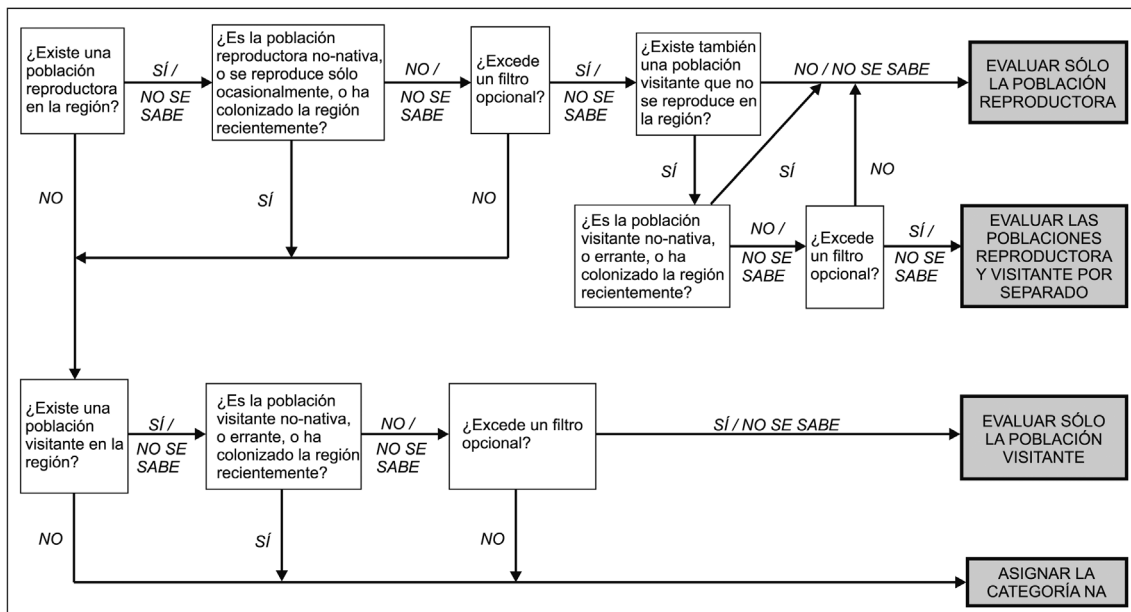 ¿Existe una
población
reproductora
en la región?
SÍ /
NO SE
SABE
¿Es la población
reproductora no-nativa,
o se reproduce sólo
ocasionalmente, o ha
colonizado la región
recientemente?
NO /
NO SE
SABE
¿Excede
un filtro
opcional?
SÍ /
NO SE
SABE
¿Existe también
una población
visitante que no
se reproduce en
la región?
NO / NO SE SABE
EVALUAR SÓLO
LA POBLACIÓN
REPRODUCTORA
NO
SÍ
NO
SÍ
SÍ
NO
¿Es la población
visitante no-nativa,
o errante, o ha
colonizado la región
recientemente?
NO /
NO SE
SABE
¿Excede
un filtro
opcional?
SÍ /
NO SE
SABE
EVALUAR LAS
POBLACIONES
REPRODUCTORA
Y VISITANTE POR
SEPARADO
¿Existe una
población
visitante en la
región?
SÍ /
NO SE
SABE
¿Es la población
visitante no-nativa,
o errante, o ha
colonizado la región
recientemente?
NO /
NO SE
SABE
¿Excede un filtro
opcional?
SÍ / NO SE SABE
EVALUAR SÓLO
LA POBLACIÓN
VISITANTE
NO
SÍ
NO
ASIGNAR LA
CATEGORÍA NA